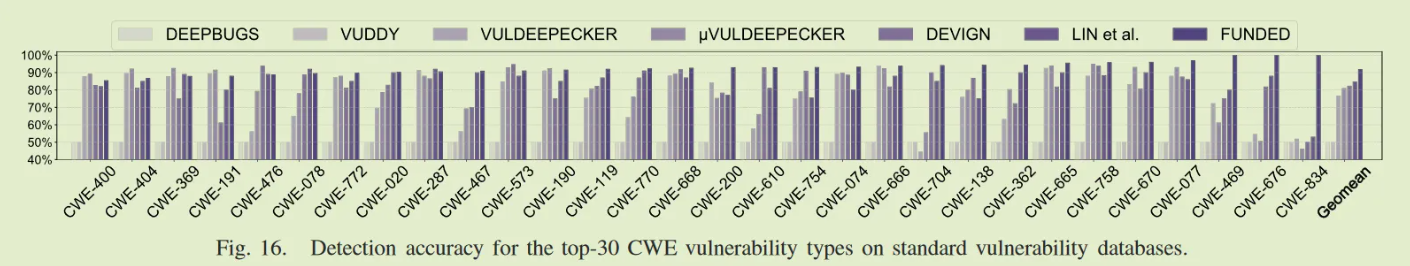 DEEPBUGS VUDDY VULDEEPECKER μVULDEEPECKER DEVIGN LIN et al. FUNDED
100%
90%
80%
70%
60%
50%
40%
CWE-400 CWE-404 CWE-369 CWE-191 CWE-476 CWE-078 CWE-772 CWE-020 CWE-287 CWE-467 CWE-573 CWE-190 CWE-119 CWE-770 CWE-668 CWE-200 CWE-610 CWE-754 CWE-074 CWE-666 CWE-704 CWE-138 CWE-362 CWE-665 CWE-758 CWE-670 CWE-077 CWE-469 CWE-676 CWE-834 Geomean
Fig. 16. Detection accuracy for the top-30 CWE vulnerability types on standard vulnerability databases.